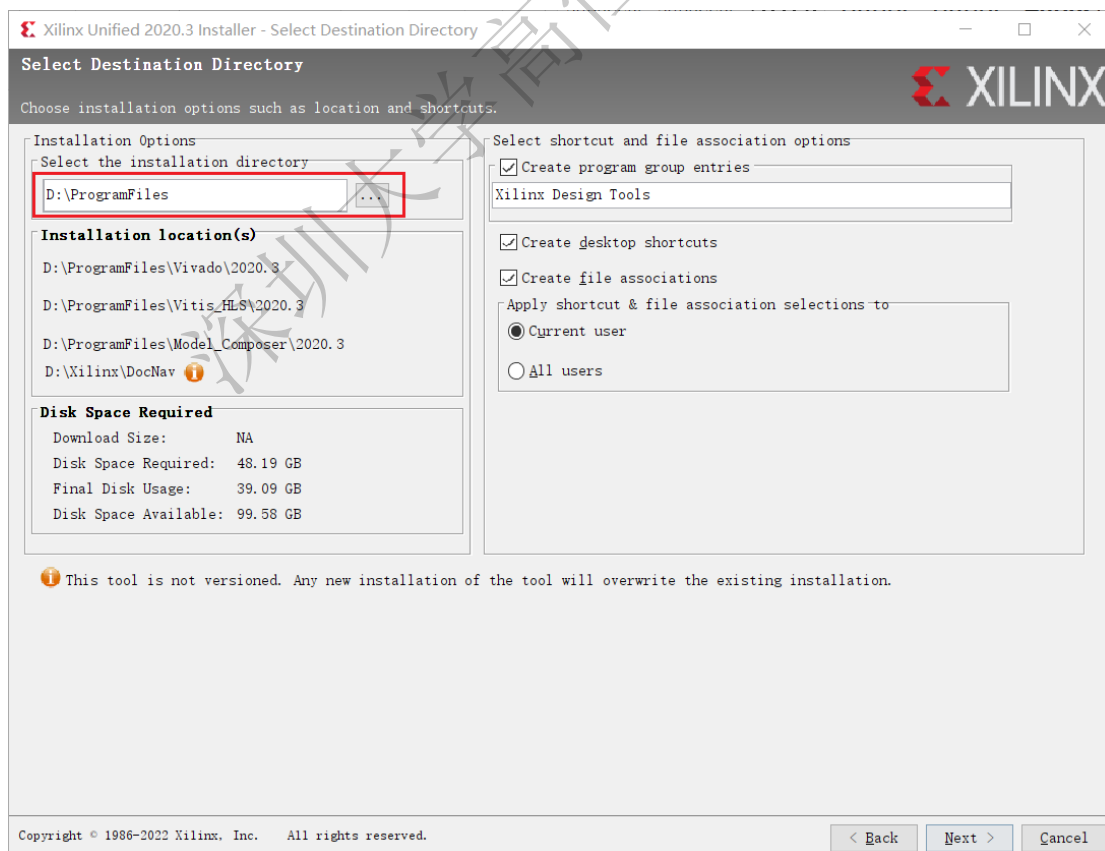 Xilinx Unified 2020.3 Installer - Select Destination Directory
Select Destination Directory
Choose installation options such as location and shortcuts.
XILINX
Installation Options
Select the installation directory
D:\ProgramFiles
...
Installation location(s)
D:\ProgramFiles\Vivado\2020.3
D:\ProgramFiles\Vitis_HLS\2020.3
D:\ProgramFiles\Model_Composer\2020.3
D:\Xilinx\DocNav
Disk Space Required
Download Size: NA
Disk Space Required: 48.19 GB
Final Disk Usage: 39.09 GB
Disk Space Available: 99.58 GB
Select shortcut and file association options
Create program group entries
Xilinx Design Tools
Create desktop shortcuts
Create file associations
Apply shortcut & file association selections to
Current user
All users
This tool is not versioned. Any new installation of the tool will overwrite the existing installation.
Copyright © 1986-2022 Xilinx, Inc. All rights reserved.
< Back
Next >
Cancel
深圳大学高